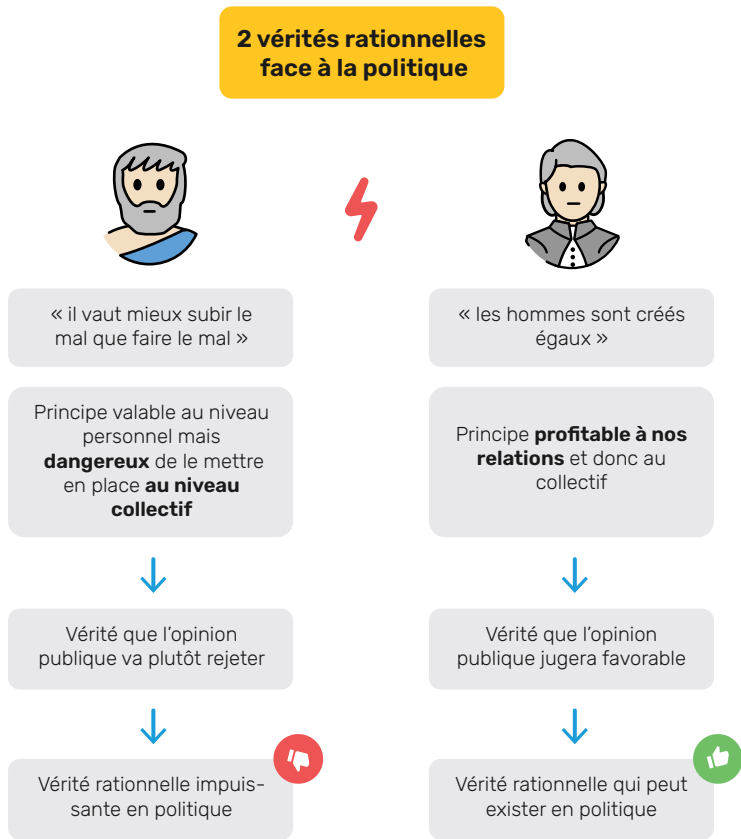 2 vérités rationnelles
face à la politique
« il vaut mieux subir le
mal que faire le mal »
Principe valable au niveau
personnel mais
dangereux de le mettre
en place au niveau
collectif
Vérité que l'opinion
publique va plutôt rejeter
Vérité rationnelle impuis-
sante en politique
« les hommes sont créés
égaux »
Principe profitable à nos
relations et donc au
collectif
Vérité que l'opinion
publique jugera favorable
Vérité rationnelle qui peut
exister en politique